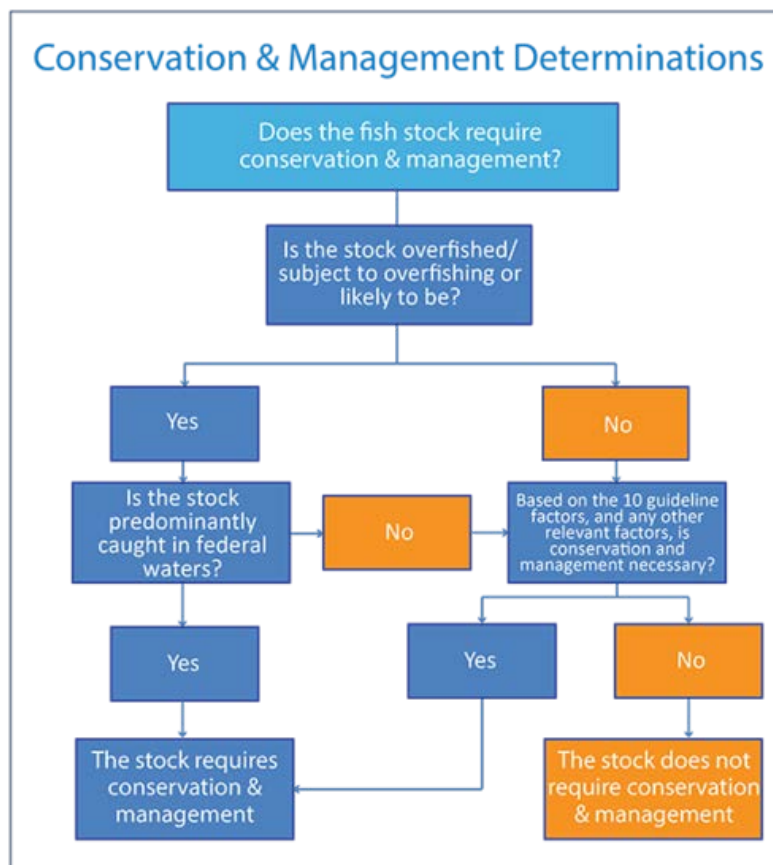 Conservation & Management Determinations
Does the fish stock require
conservation & management?
Is the stock overfished/
subject to overfishing or
likely to be?
Yes
No
Is the stock
predominantly
caught in federal
waters?
No
Based on the 10 guideline
factors, and any other
relevant factors, is
conservation and
management necessary?
Yes
Yes
No
The stock requires
conservation &
management
The stock does not
require conservation
& management